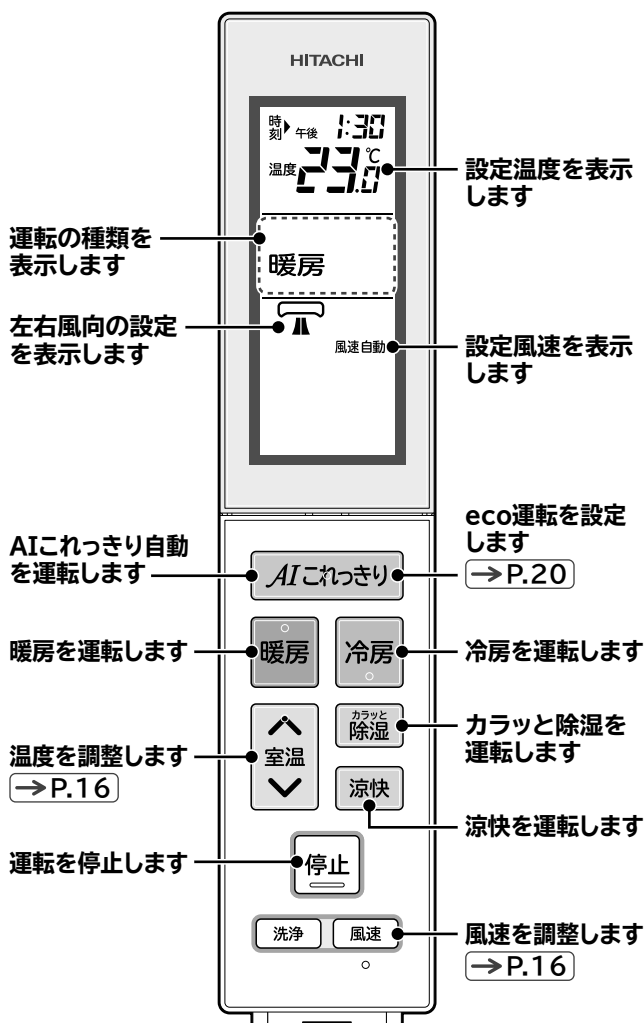 HITACHI
時刻 午後 1:30
温度 23.0℃
設定温度を表示
します
運転の種類を
表示します
暖房
左右風向の設定
を表示します
風速自動
設定風速を表示
します
AIこれっきり自動
を運転します
AIこれっきり
eco運転を設定
します
→P.20
暖房を運転します
暖房
冷房
冷房を運転します
カラッと
除湿
カラッと除湿を
運転します
温度を調整します
→P.16
室温
涼快
涼快を運転します
運転を停止します
停止
洗浄
風速
風速を調整します
→P.16